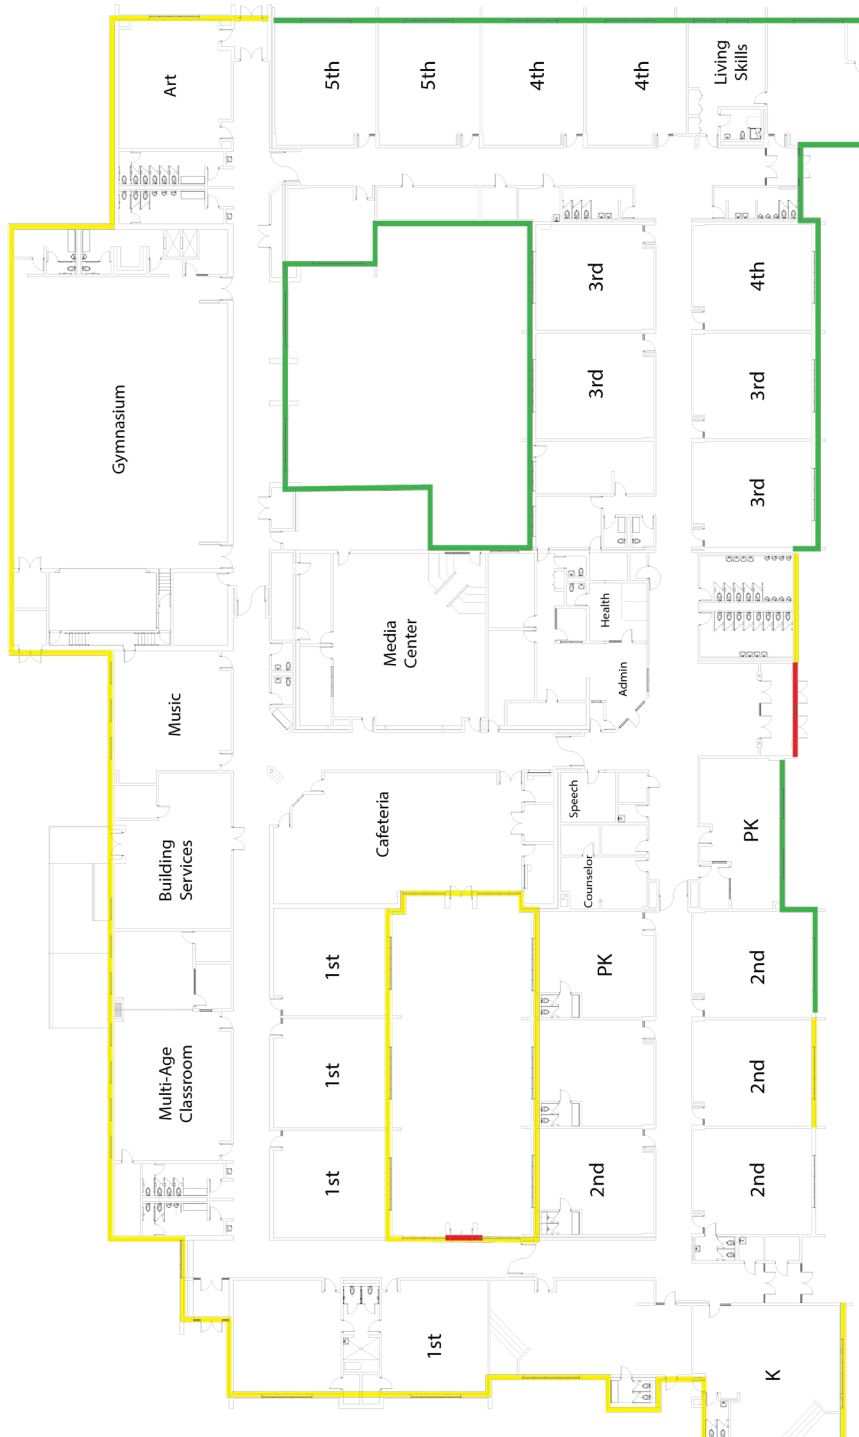 Art
5th
5th
4th
4th
Living
Skills
Gymnasium
3rd
4th
3rd
3rd
3rd
Media
Center
Health
Admin
Music
Cafeteria
Speech
PK
Building
Services
Counselor
1st
PK
2nd
Multi-Age
Classroom
1st
2nd
1st
2nd
2nd
1st
K